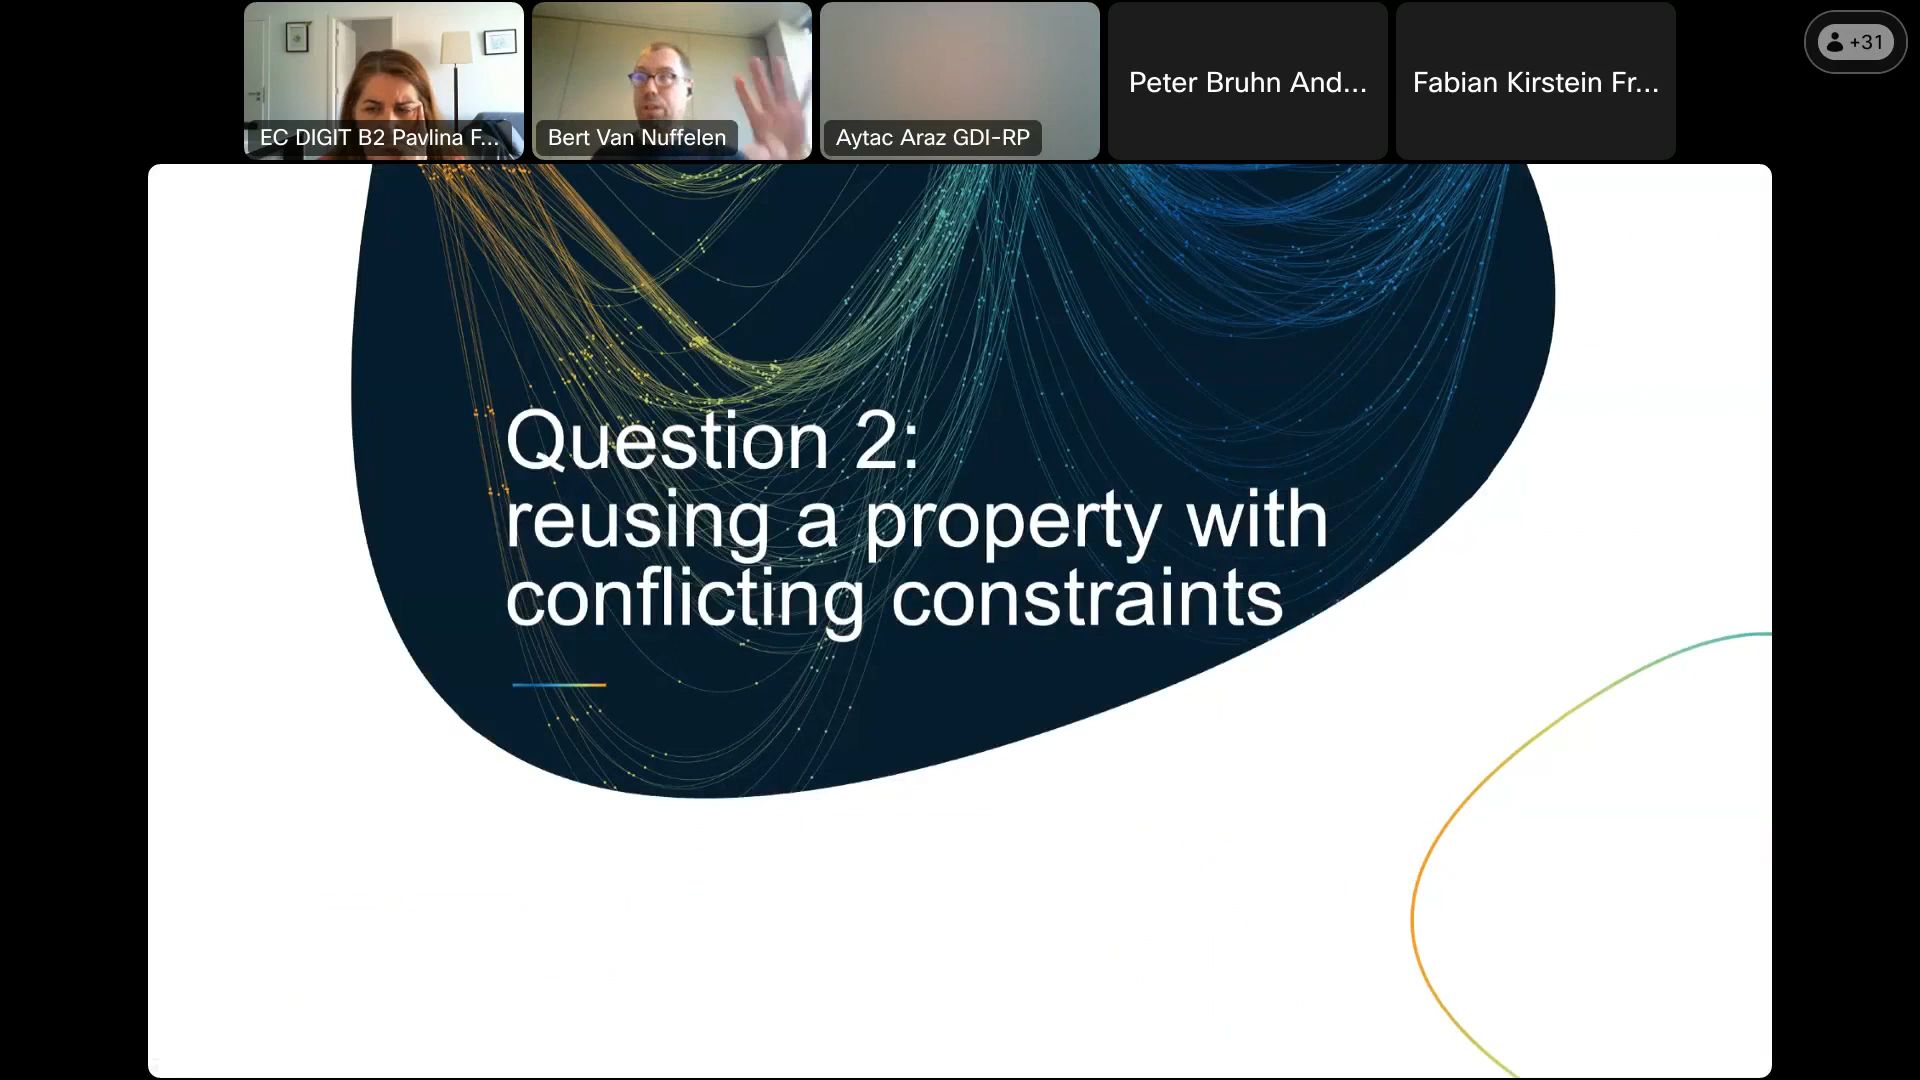 EC DIGIT B2 Pavlina F...
Bert Van Nuffelen
Aytac Araz GDI-RP
Peter Bruhn And...
Fabian Kirstein Fr...
+31
Question 2:
reusing a property with
conflicting constraints